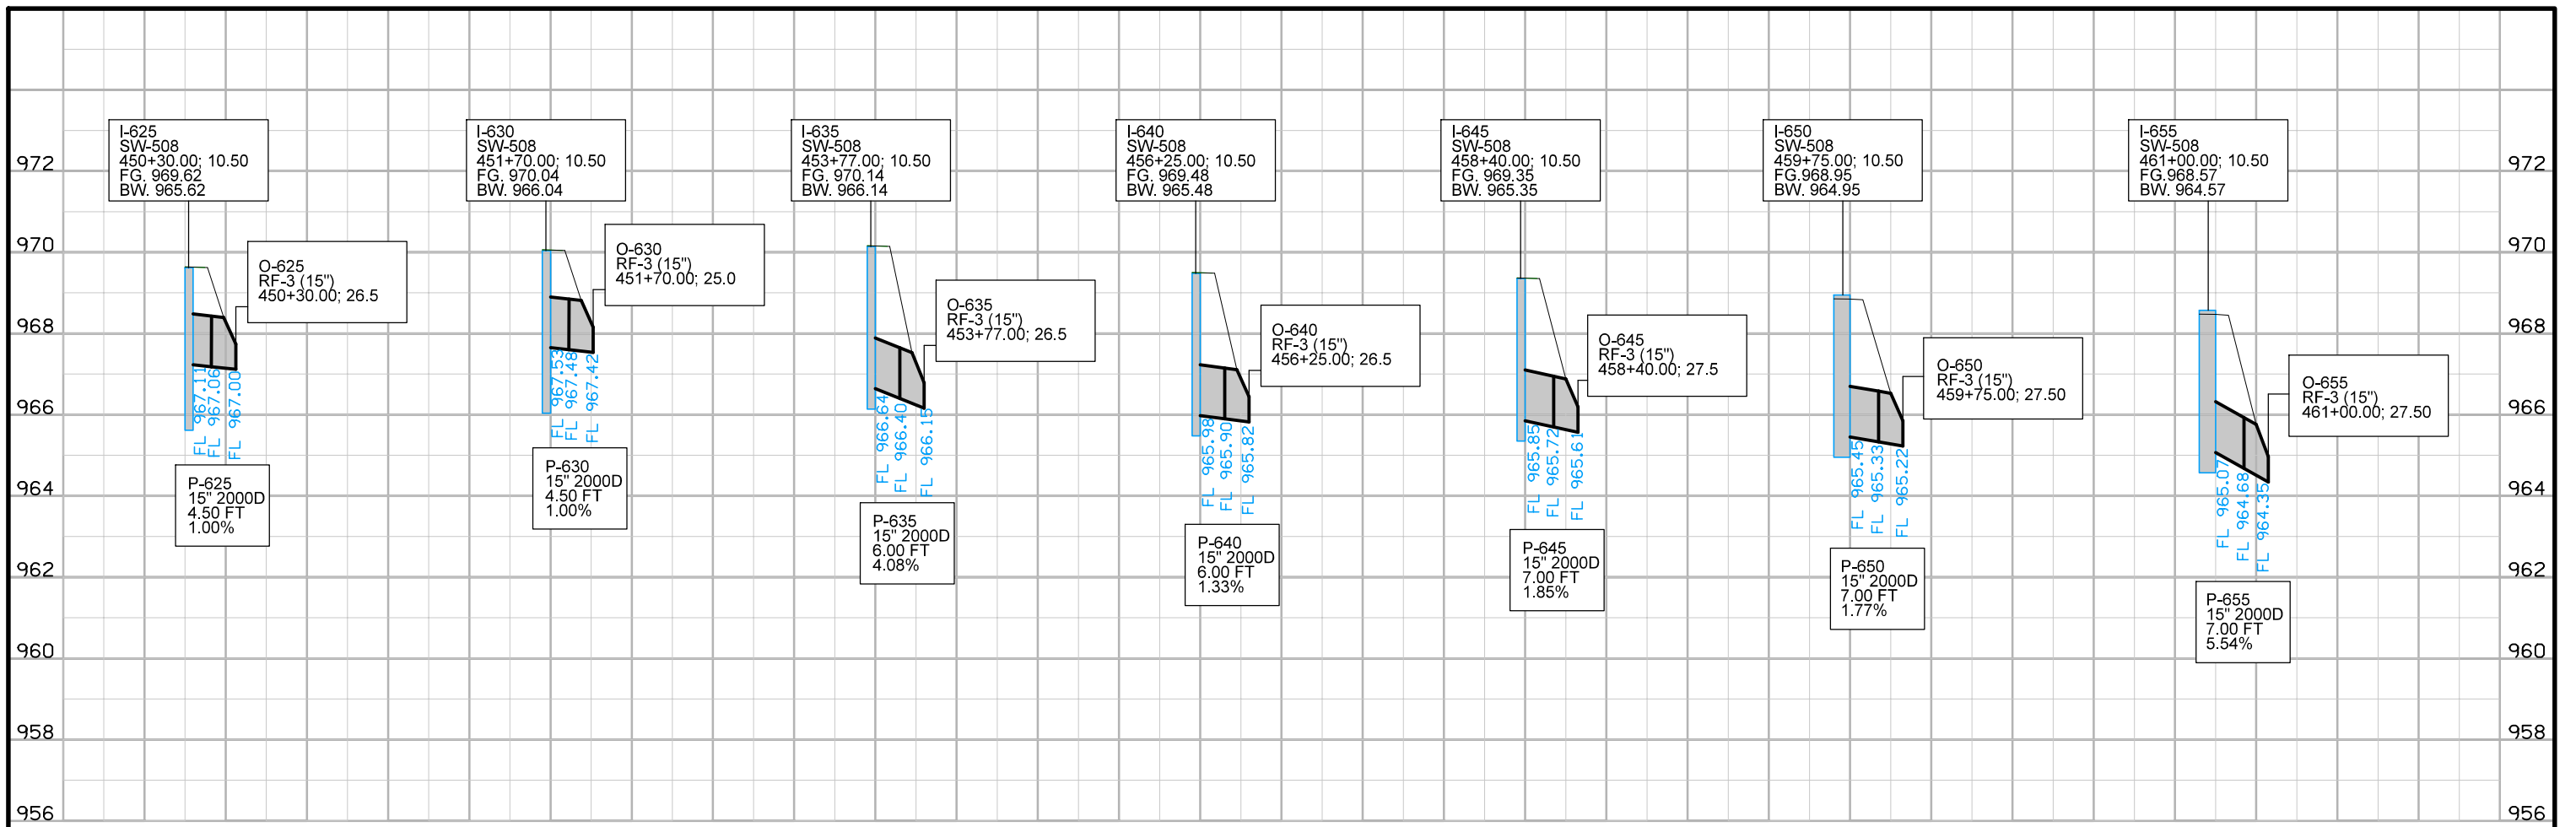 I-625
SW-508
450+30.00; 10.50
FG. 969.62
BW. 965.62
I-630
SW-508
451+70.00; 10.50
FG. 970.04
BW. 966.04
I-635
SW-508
453+77.00; 10.50
FG. 970.14
BW. 966.14
I-640
SW-508
456+25.00; 10.50
FG. 969.48
BW. 965.48
I-645
SW-508
458+40.00; 10.50
FG. 969.35
BW. 965.35
I-650
SW-508
459+75.00; 10.50
FG.968.95
BW. 964.95
I-655
SW-508
461+00.00; 10.50
FG.968.57
BW. 964.57
972
972
970
970
968
968
966
966
964
964
962
962
960
960
958
958
956
956
O-625
RF-3 (15")
450+30.00; 26.5
O-630
RF-3 (15")
451+70.00; 25.0
O-635
RF-3 (15")
453+77.00; 26.5
O-640
RF-3 (15")
456+25.00; 26.5
O-645
RF-3 (15")
458+40.00; 27.5
O-650
RF-3 (15")
459+75.00; 27.50
O-655
RF-3 (15")
461+00.00; 27.50
FL 967.11
FL 967.06
FL 967.00
FL 967.53
FL 967.48
FL 967.42
FL 966.64
FL 966.40
FL 966.15
FL 965.98
FL 965.90
FL 965.82
FL 965.85
FL 965.72
FL 965.61
FL 965.45
FL 965.33
FL 965.22
FL 965.07
FL 964.68
FL 964.35
P-625
15" 2000D
4.50 FT
1.00%
P-630
15" 2000D
4.50 FT
1.00%
P-635
15" 2000D
6.00 FT
4.08%
P-640
15" 2000D
6.00 FT
1.33%
P-645
15" 2000D
7.00 FT
1.85%
P-650
15" 2000D
7.00 FT
1.77%
P-655
15" 2000D
7.00 FT
5.54%